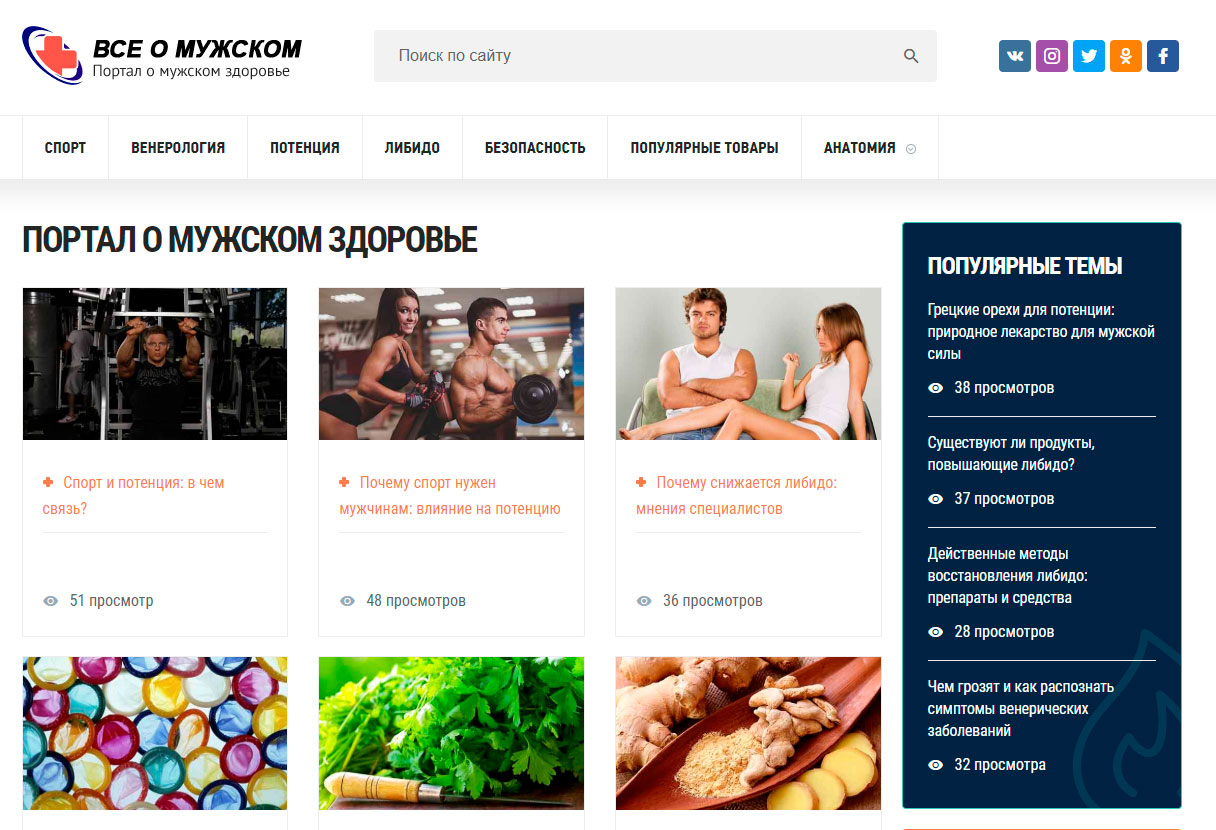 ВСЕ О МУЖСКОМ
Портал о мужском здоровье
Поиск по сайту
СПОРТ
ВЕНЕРОЛОГИЯ
ПОТЕНЦИЯ
ЛИБИДО
БЕЗОПАСНОСТЬ
ПОПУЛЯРНЫЕ ТОВАРЫ
АНАТОМИЯ
ПОРТАЛ О МУЖСКОМ ЗДОРОВЬЕ
Спорт и потенция: в чем
связь?
51 просмотр
Почему спорт нужен
мужчинам: влияние на потенцию
48 просмотров
Почему снижается либидо:
мнения специалистов
36 просмотров
ПОПУЛЯРНЫЕ ТЕМЫ
Грецкие орехи для потенции:
природное лекарство для мужской
силы
38 просмотров
Существуют ли продукты,
повышающие либидо?
37 просмотров
Действенные методы
восстановления либидо:
препараты и средства
28 просмотров
Чем грозят и как распознать
симптомы венерических
заболеваний
32 просмотра